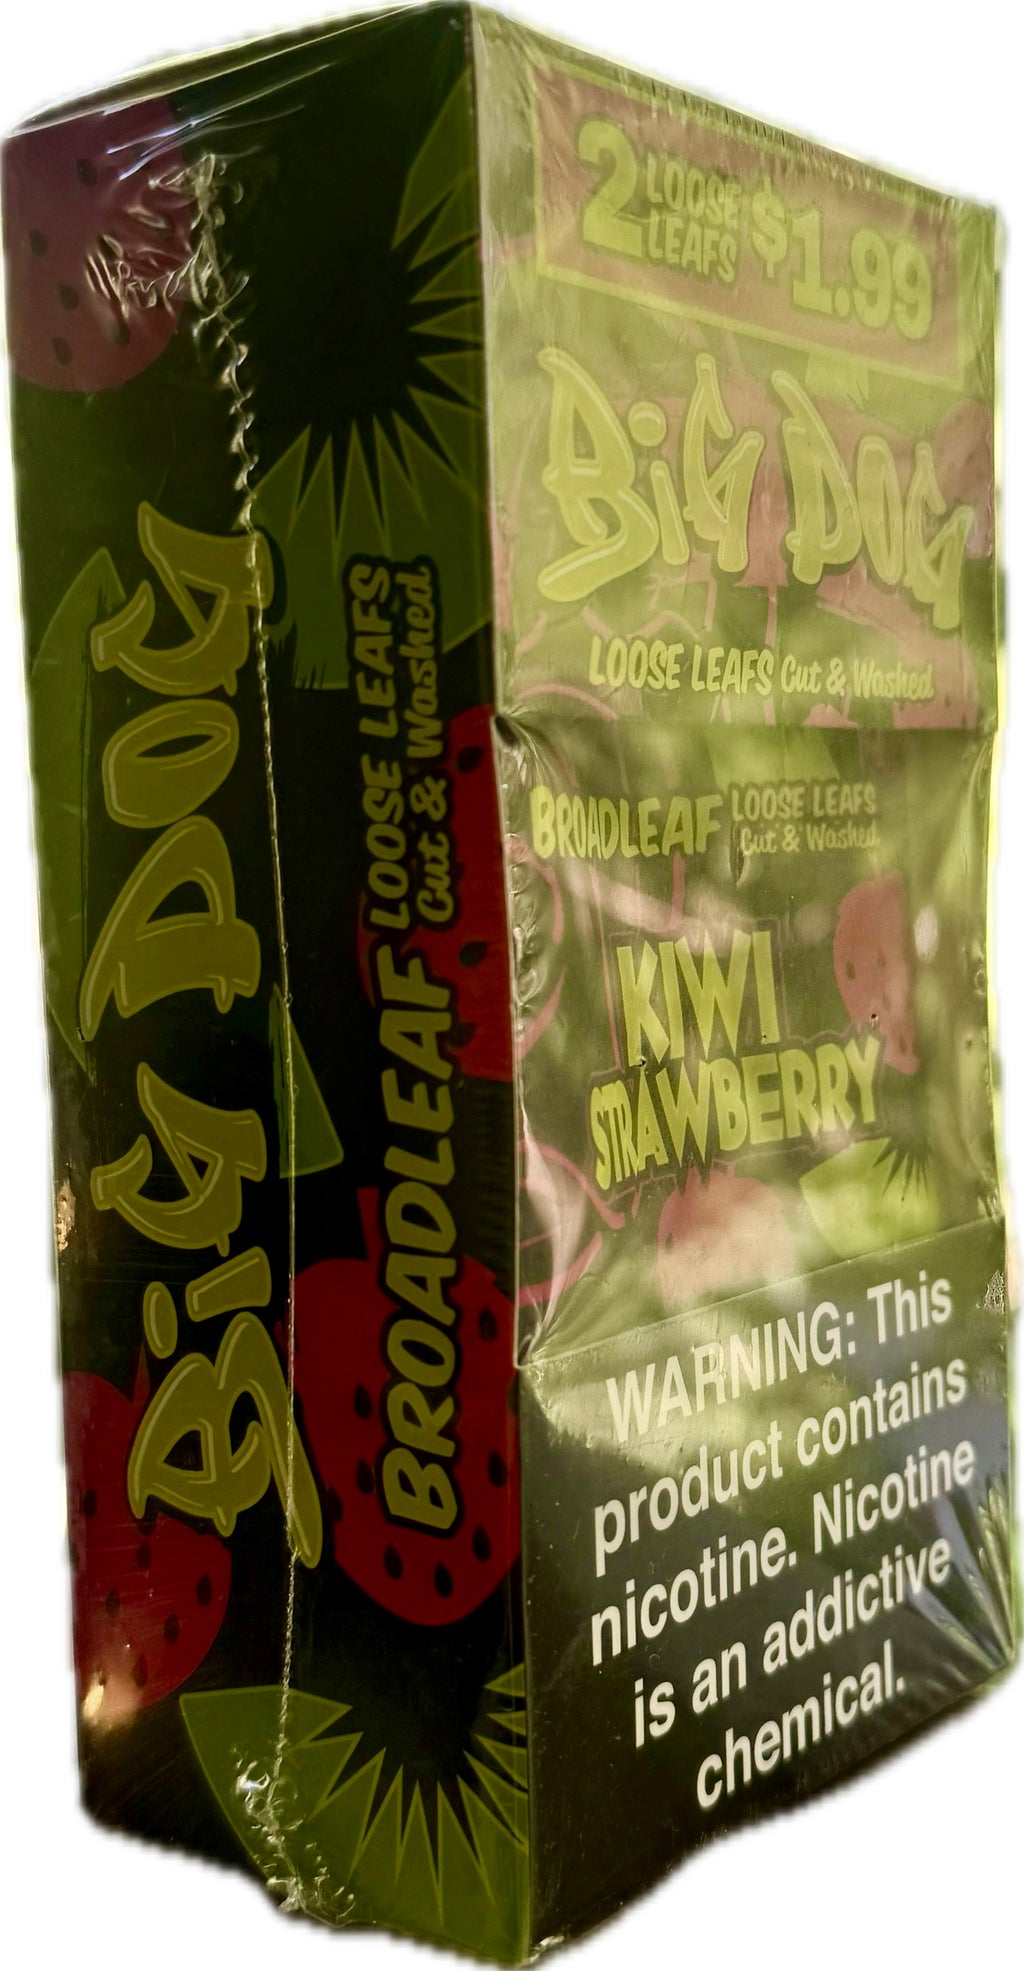 BiG DOG
BROADLEAF LOOSE LEAFS
Cut & Washed
2 LOOSE
LEAFS $1.99
BiG DOG
LOOSE LEAFS Cut & Washed
BROADLEAF LOOSE LEAFS
Cut & Washed
KIWI
STRAWBERRY
WARNING: This
product contains
nicotine. Nicotine
is an addictive
chemical.